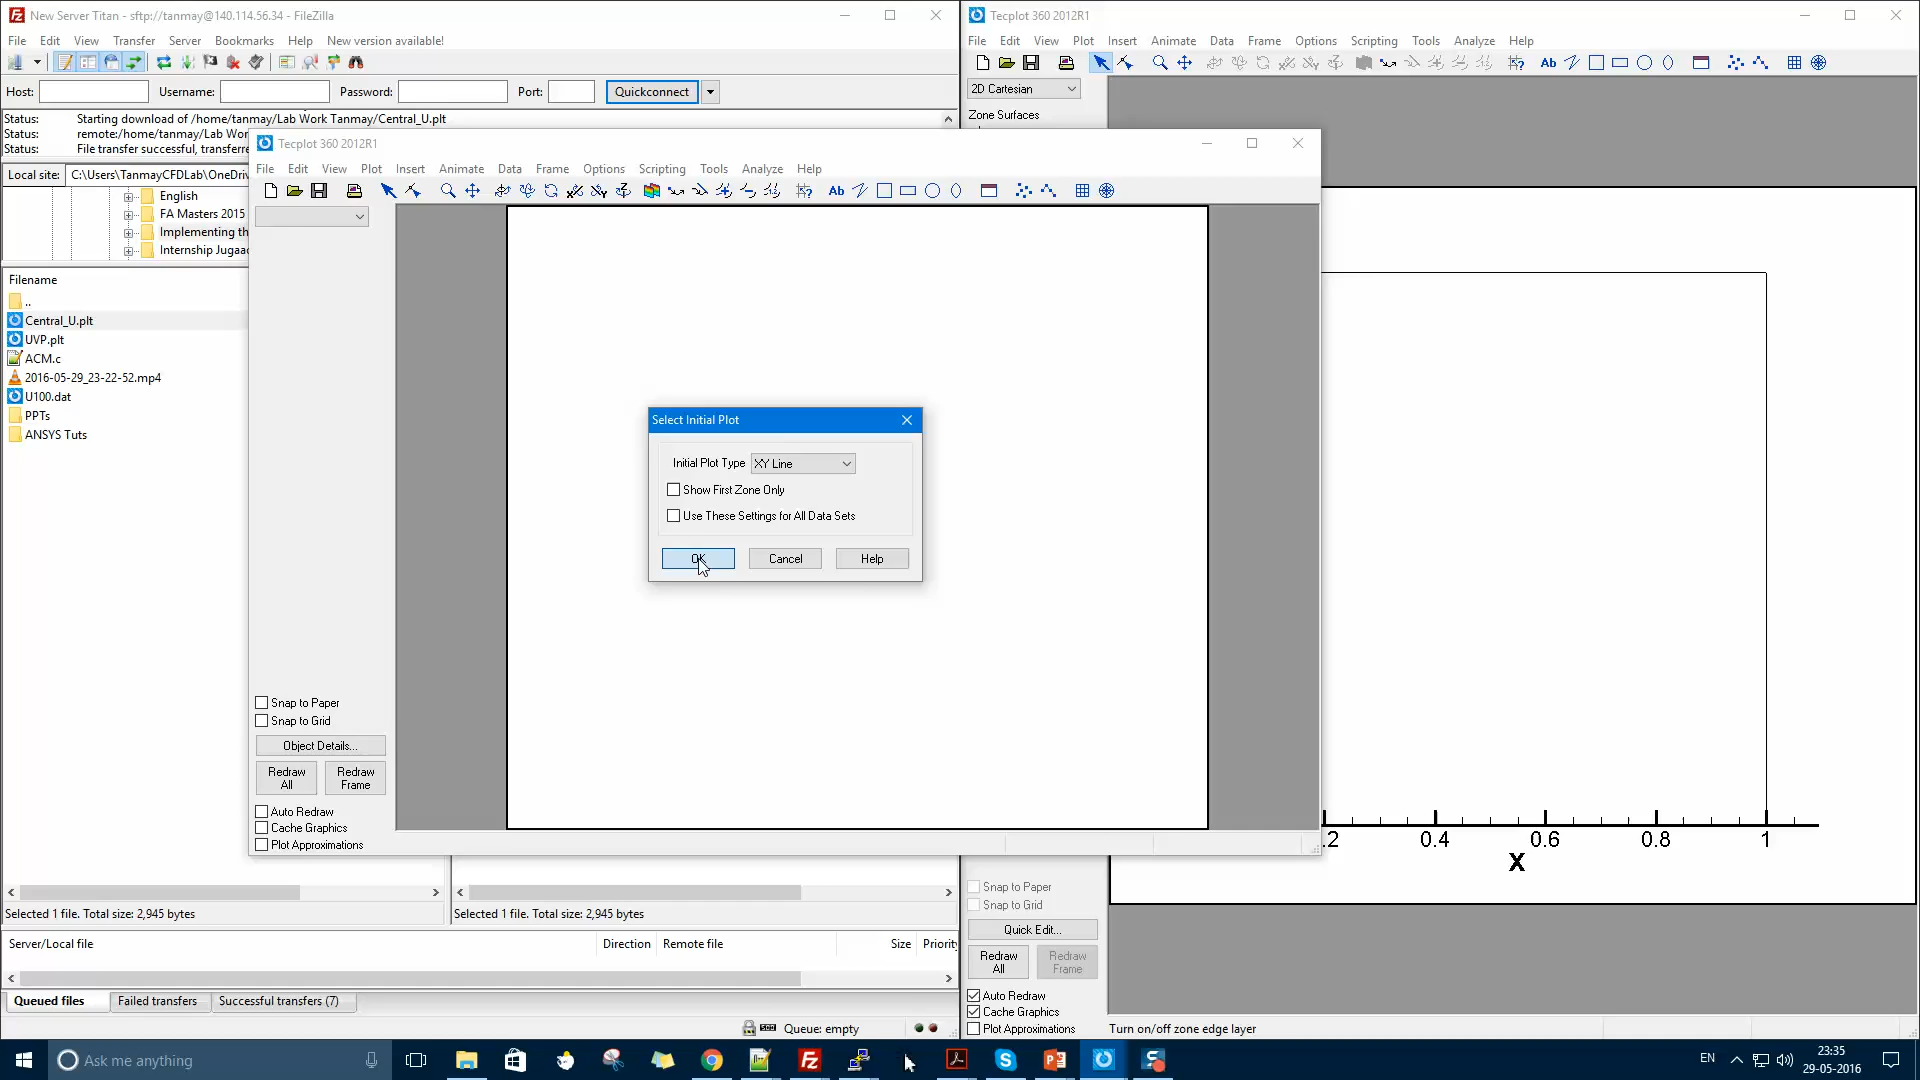 New Server Titan - sftp://tanmay@140.114.56.34 - FileZilla
File Edit View Transfer Server Bookmarks Help New version available!
Host: Username: Password: Port: Quickconnect
Status: Starting download of /home/tanmay/Lab Work Tanmay/Central_U.plt
Status: remote:/home/tanmay/Lab Wor
Status: File transfer successful, transferre
Local site: C:\Users\TanmayCFDLab\OneDriv
English
FA Masters 2015
Implementing th
Internship Jugaad
Filename
..
Central_U.plt
UVP.plt
ACM.c
2016-05-29_23-22-52.mp4
U100.dat
PPTs
ANSYS Tuts
Selected 1 file. Total size: 2,945 bytes
Selected 1 file. Total size: 2,945 bytes
Server/Local file Direction Remote file Size Priority
Queued files Failed transfers Successful transfers (7)
Queue: empty
Tecplot 360 2012R1
File Edit View Plot Insert Animate Data Frame Options Scripting Tools Analyze Help
Ab
Snap to Paper
Snap to Grid
Object Details...
Redraw All
Redraw Frame
Auto Redraw
Cache Graphics
Plot Approximations
Select Initial Plot
Initial Plot Type XY Line
Show First Zone Only
Use These Settings for All Data Sets
OK Cancel Help
Tecplot 360 2012R1
File Edit View Plot Insert Animate Data Frame Options Scripting Tools Analyze Help
Ab
2D Cartesian
Zone Surfaces
.2 0.4 0.6 0.8 1
X
Snap to Paper
Snap to Grid
Quick Edit...
Redraw All
Redraw Frame
Auto Redraw
Cache Graphics
Plot Approximations
Turn on/off zone edge layer
Ask me anything
EN
23:35
29-05-2016